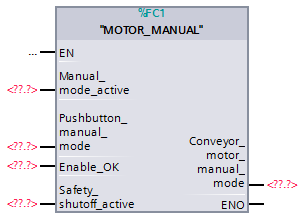 %FC1
"MOTOR_MANUAL"
...
EN
Manual_
<??.?>
mode_active
Pushbutton_
manual_
<??.?>
mode
<??.?>
Enable_OK
Safety_
<??.?>
shutoff_active
Conveyor_
motor_
manual_
mode
<??.?>
ENO